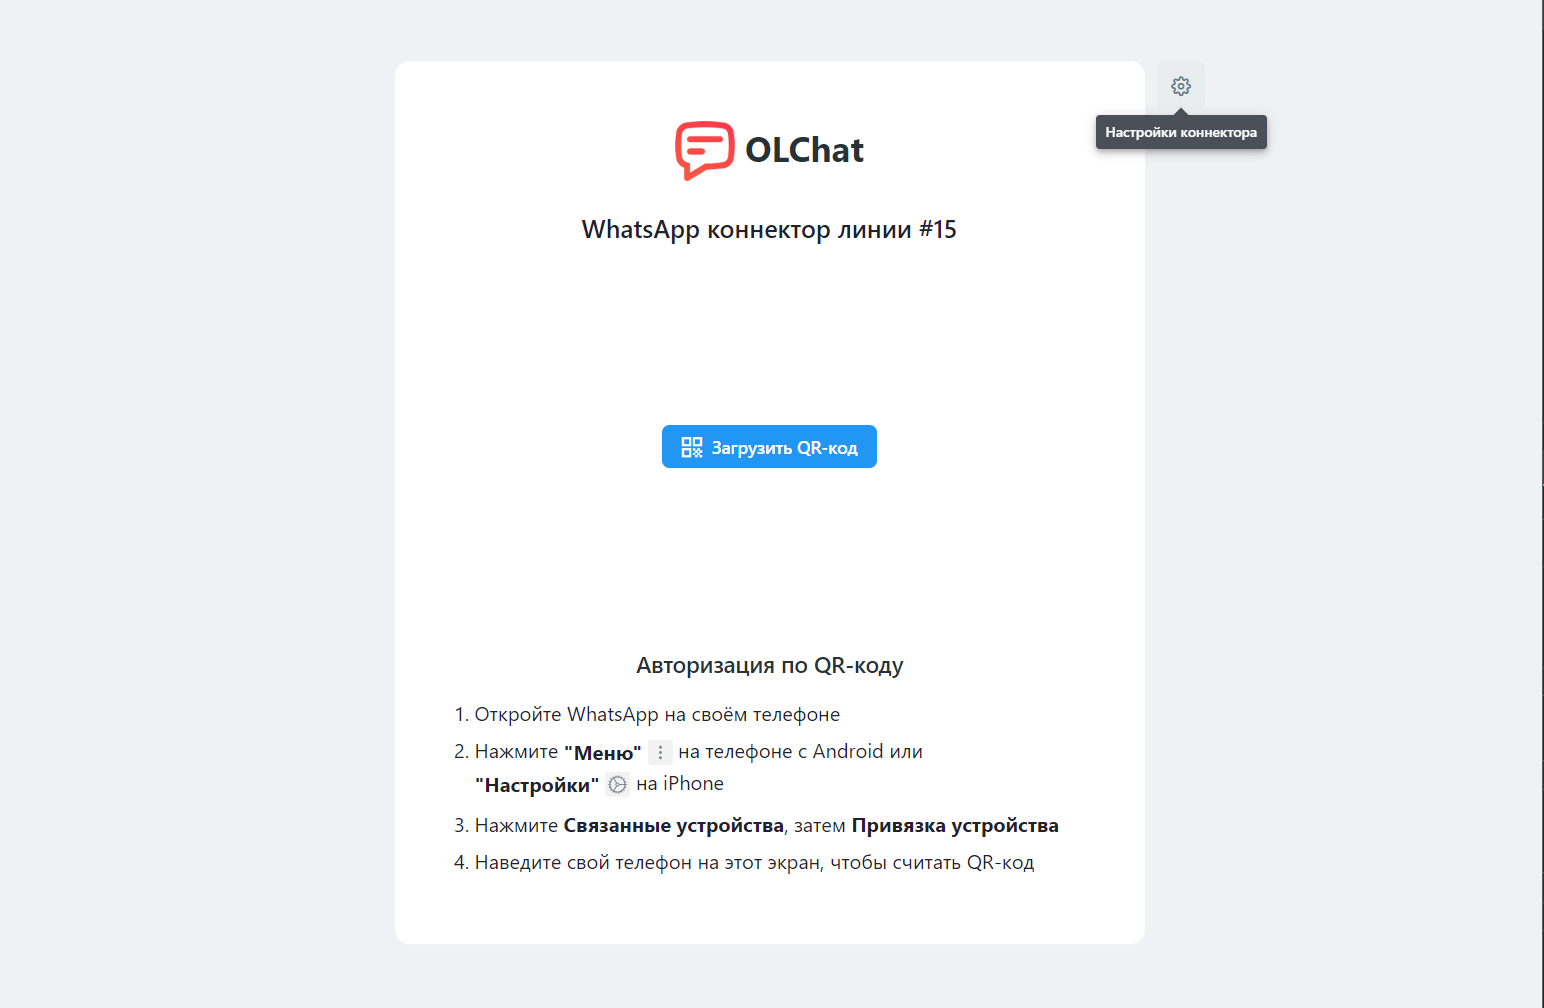 OLChat
Настройки коннектора
WhatsApp коннектор линии #15
Загрузить QR-код
Авторизация по QR-коду
1. Откройте WhatsApp на своём телефоне
2. Нажмите "Меню" на телефоне с Android или
"Настройки" на iPhone
3. Нажмите Связанные устройства, затем Привязка устройства
4. Наведите свой телефон на этот экран, чтобы считать QR-код